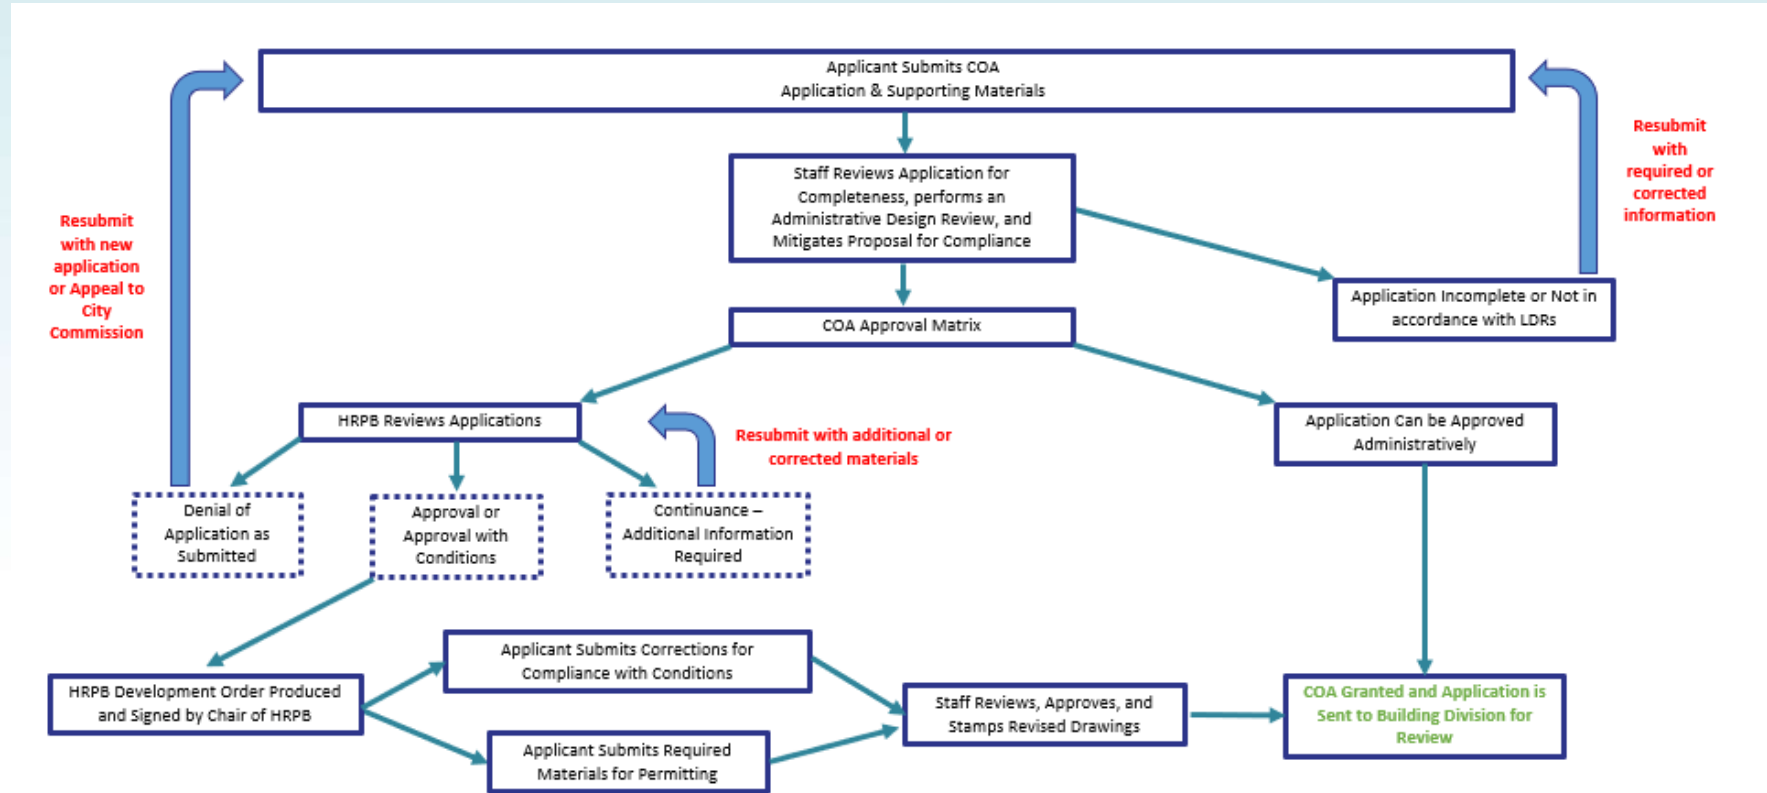 Applicant Submits COA
Application & Supporting Materials
Resubmit
with
required or
corrected
information
Staff Reviews Application for
Completeness, performs an
Administrative Design Review, and
Mitigates Proposal for Compliance
Resubmit
with new
application
or Appeal to
City
Commission
Application Incomplete or Not in
accordance with LDRs
COA Approval Matrix
HRPB Reviews Applications
Resubmit with additional or
corrected materials
Application Can be Approved
Administratively
Denial of
Application as
Submitted
Approval or
Approval with
Conditions
Continuance –
Additional Information
Required
Applicant Submits Corrections for
Compliance with Conditions
HRPB Development Order Produced
and Signed by Chair of HRPB
Staff Reviews, Approves, and
Stamps Revised Drawings
COA Granted and Application is
Sent to Building Division for
Review
Applicant Submits Required
Materials for Permitting